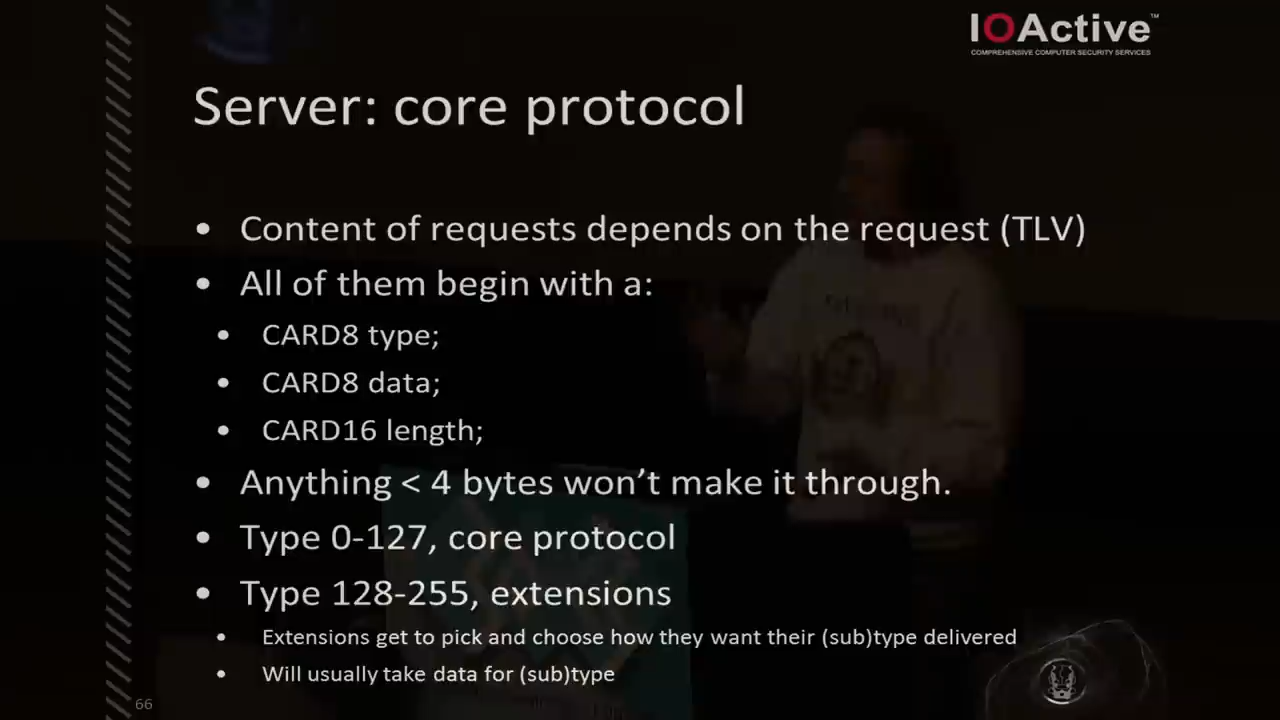 IOActive™
COMPREHENSIVE COMPUTER SECURITY SERVICES
Server: core protocol
• Content of requests depends on the request (TLV)
• All of them begin with a:
• CARD8 type;
• CARD8 data;
• CARD16 length;
• Anything < 4 bytes won’t make it through.
• Type 0-127, core protocol
• Type 128-255, extensions
• Extensions get to pick and choose how they want their (sub)type delivered
• Will usually take data for (sub)type
66